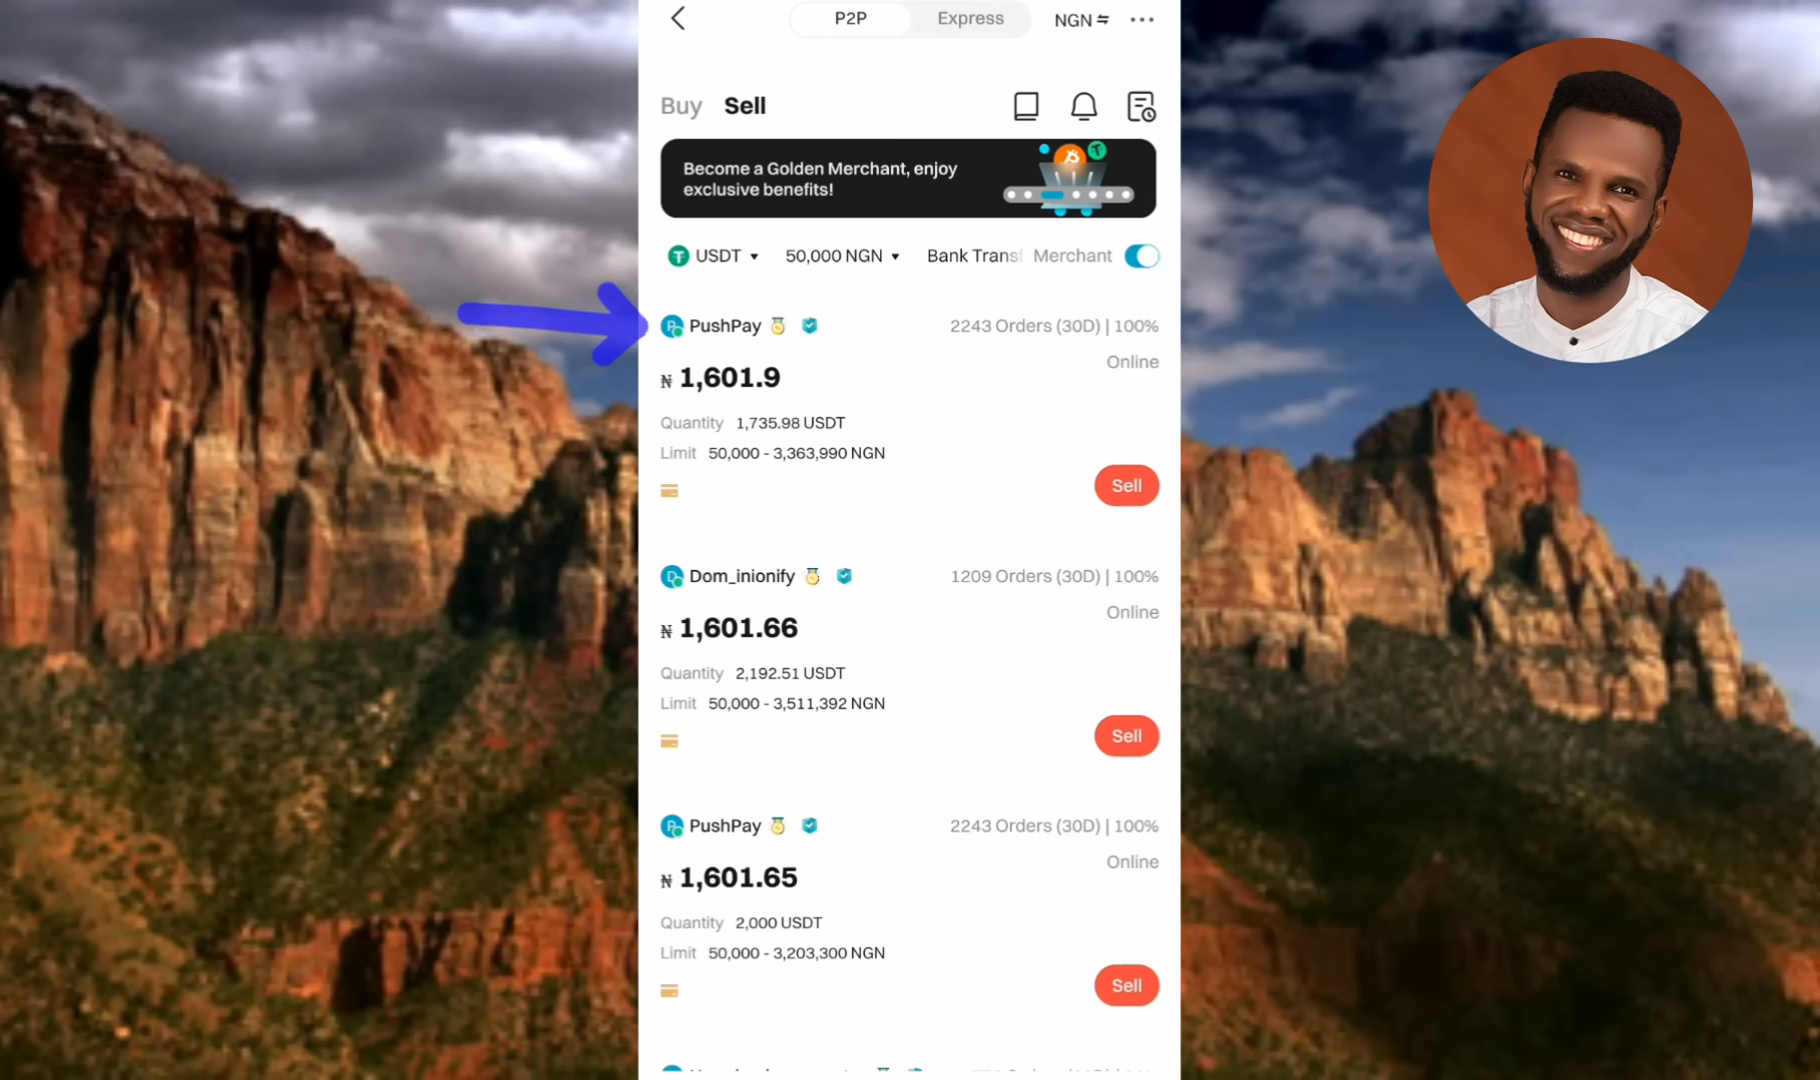 P2P Express NGN
Buy Sell
Become a Golden Merchant, enjoy
exclusive benefits!
USDT 50,000 NGN Bank Trans Merchant
PushPay 2243 Orders (30D) | 100%
Online
₦ 1,601.9
Quantity 1,735.98 USDT
Limit 50,000 - 3,363,990 NGN
Sell
Dom_inionify 1209 Orders (30D) | 100%
Online
₦ 1,601.66
Quantity 2,192.51 USDT
Limit 50,000 - 3,511,392 NGN
Sell
PushPay 2243 Orders (30D) | 100%
Online
₦ 1,601.65
Quantity 2,000 USDT
Limit 50,000 - 3,203,300 NGN
Sell